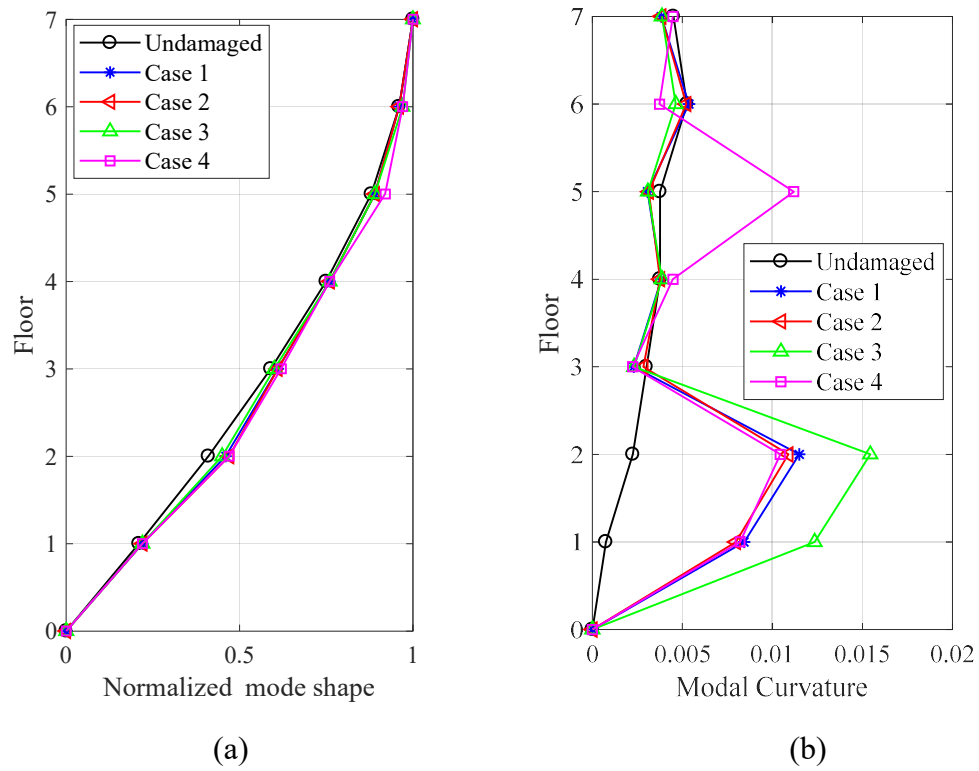 7
6
5
4
3
2
1
0
Floor
Undamaged
Case 1
Case 2
Case 3
Case 4
0
0.5
1
Normalized mode shape
(a)
7
6
5
4
3
2
1
0
Floor
Undamaged
Case 1
Case 2
Case 3
Case 4
0
0.005
0.01
0.015
0.02
Modal Curvature
(b)